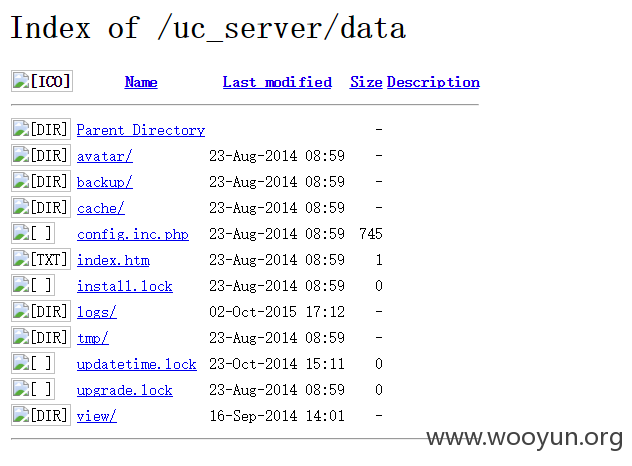 Index of /uc_server/data
[ICO] Name Last modified Size Description
[DIR] Parent Directory -
[DIR] avatar/ 23-Aug-2014 08:59 -
[DIR] backup/ 23-Aug-2014 08:59 -
[DIR] cache/ 23-Aug-2014 08:59 -
[ ] config.inc.php 23-Aug-2014 08:59 745
[TXT] index.htm 23-Aug-2014 08:59 1
[ ] install.lock 23-Aug-2014 08:59 0
[DIR] logs/ 02-Oct-2015 17:12 -
[DIR] tmp/ 23-Aug-2014 08:59 -
[ ] updatetime.lock 23-Oct-2014 15:11 0
[ ] upgrade.lock 23-Aug-2014 08:59 0
[DIR] view/ 16-Sep-2014 14:01 -
www.wooyun.org